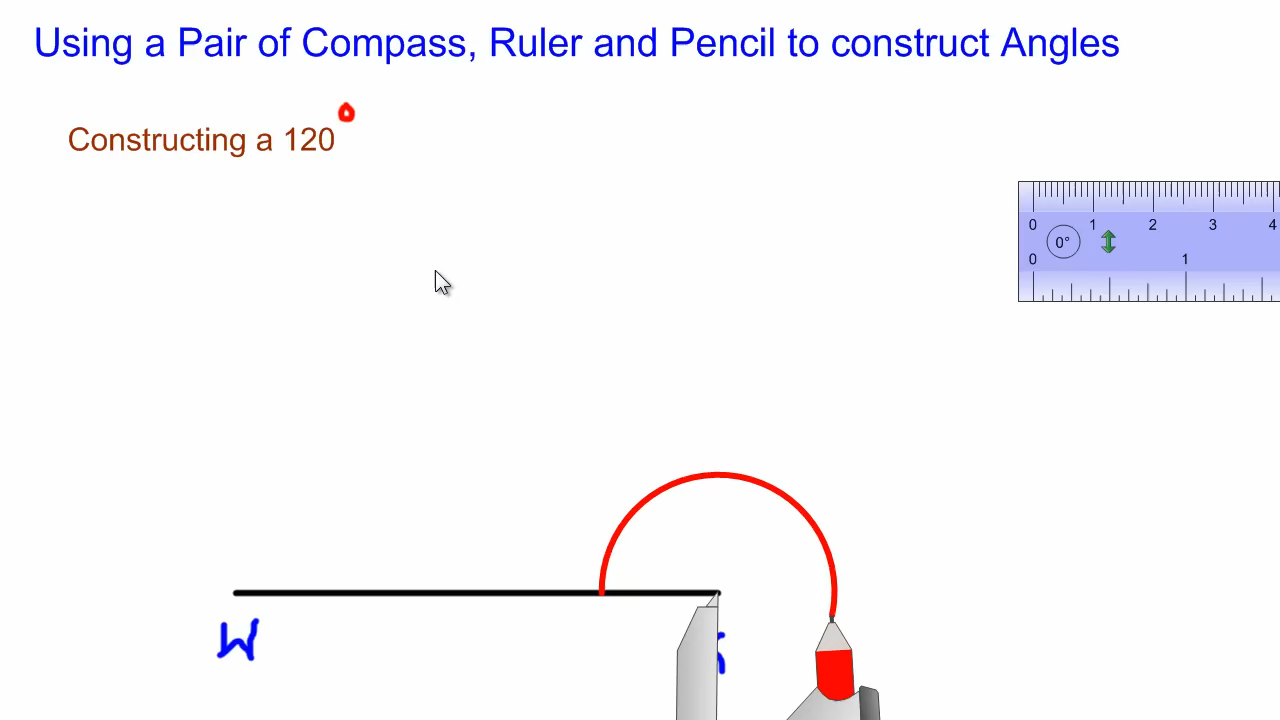 Using a Pair of Compass, Ruler and Pencil to construct Angles
Constructing a 120°
0 1 2 3 4
0°
0 1
W